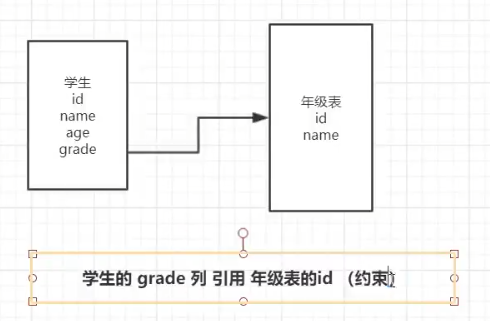 学生
id
name
age
grade
年级表
id
name
学生的 grade 列 引用 年级表的id （约束)